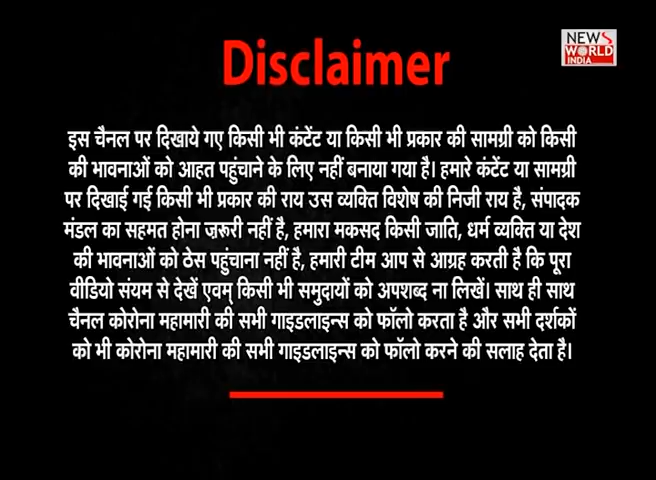 NEWS
WORLD
INDIA
Disclaimer
इस चैनल पर दिखाये गए किसी भी कंटेंट या किसी भी प्रकार की सामग्री को किसी
की भावनाओं को आहत पहुंचाने के लिए नहीं बनाया गया है। हमारे कंटेंट या सामग्री
पर दिखाई गई किसी भी प्रकार की राय उस व्यक्ति विशेष की निजी राय है, संपादक
मंडल का सहमत होना ज़रूरी नहीं है, हमारा मकसद किसी जाति, धर्म व्यक्ति या देश
की भावनाओं को ठेस पहुंचाना नहीं है, हमारी टीम आप से आग्रह करती है कि पूरा
वीडियो संयम से देखें एवम् किसी भी समुदायों को अपशब्द ना लिखें। साथ ही साथ
चैनल कोरोना महामारी की सभी गाइडलाइन्स को फॉलो करता है और सभी दर्शकों
को भी कोरोना महामारी की सभी गाइडलाइन्स को फॉलो करने की सलाह देता है।